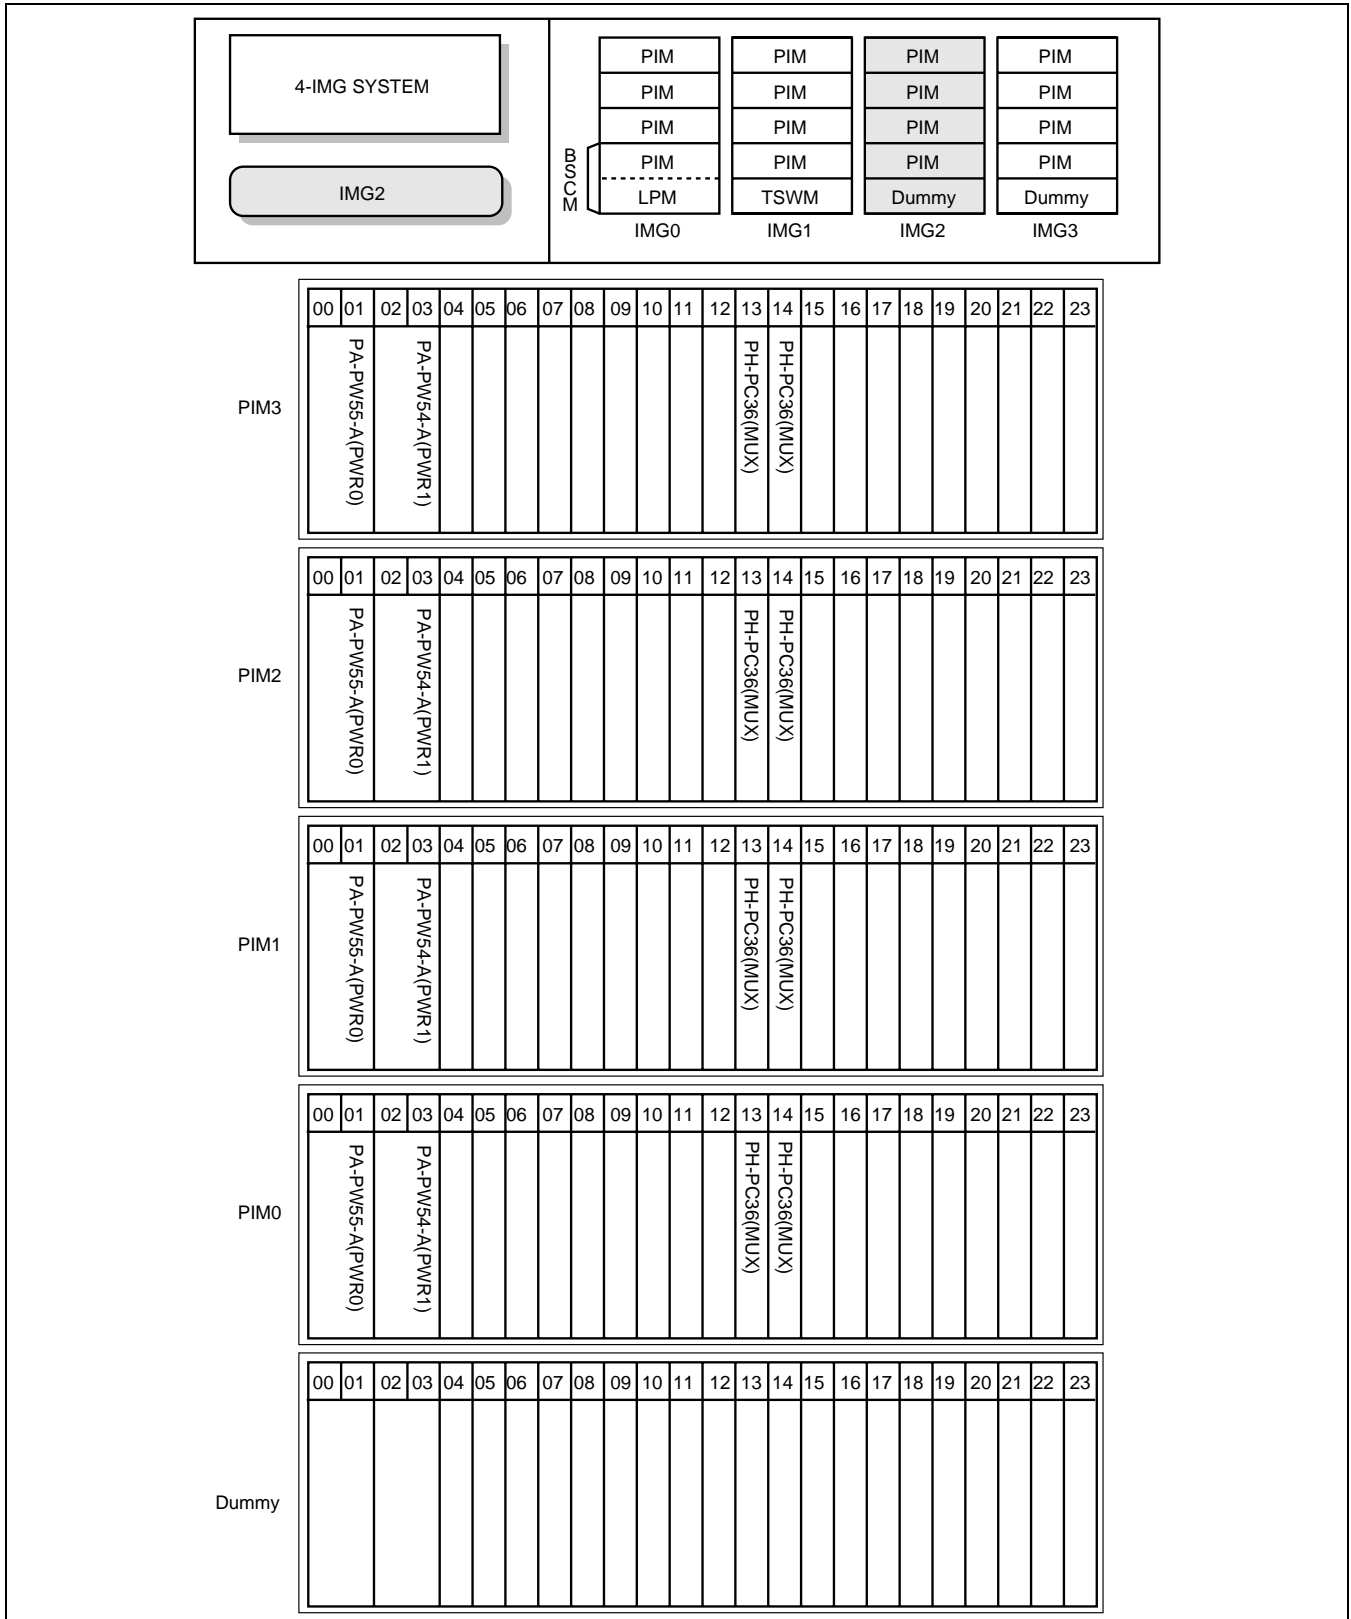 4-IMG SYSTEM
IMG2
PIM PIM PIM PIM
PIM PIM PIM PIM
PIM PIM PIM PIM
BSCM
PIM PIM PIM PIM
LPM TSWM Dummy Dummy
IMG0 IMG1 IMG2 IMG3
00 01 02 03 04 05 06 07 08 09 10 11 12 13 14 15 16 17 18 19 20 21 22 23
PIM3
PA-PW55-A(PWR0)
PA-PW54-A(PWR1)
PH-PC36(MUX)
PH-PC36(MUX)
00 01 02 03 04 05 06 07 08 09 10 11 12 13 14 15 16 17 18 19 20 21 22 23
PIM2
PA-PW55-A(PWR0)
PA-PW54-A(PWR1)
PH-PC36(MUX)
PH-PC36(MUX)
00 01 02 03 04 05 06 07 08 09 10 11 12 13 14 15 16 17 18 19 20 21 22 23
PIM1
PA-PW55-A(PWR0)
PA-PW54-A(PWR1)
PH-PC36(MUX)
PH-PC36(MUX)
00 01 02 03 04 05 06 07 08 09 10 11 12 13 14 15 16 17 18 19 20 21 22 23
PIM0
PA-PW55-A(PWR0)
PA-PW54-A(PWR1)
PH-PC36(MUX)
PH-PC36(MUX)
00 01 02 03 04 05 06 07 08 09 10 11 12 13 14 15 16 17 18 19 20 21 22 23
Dummy